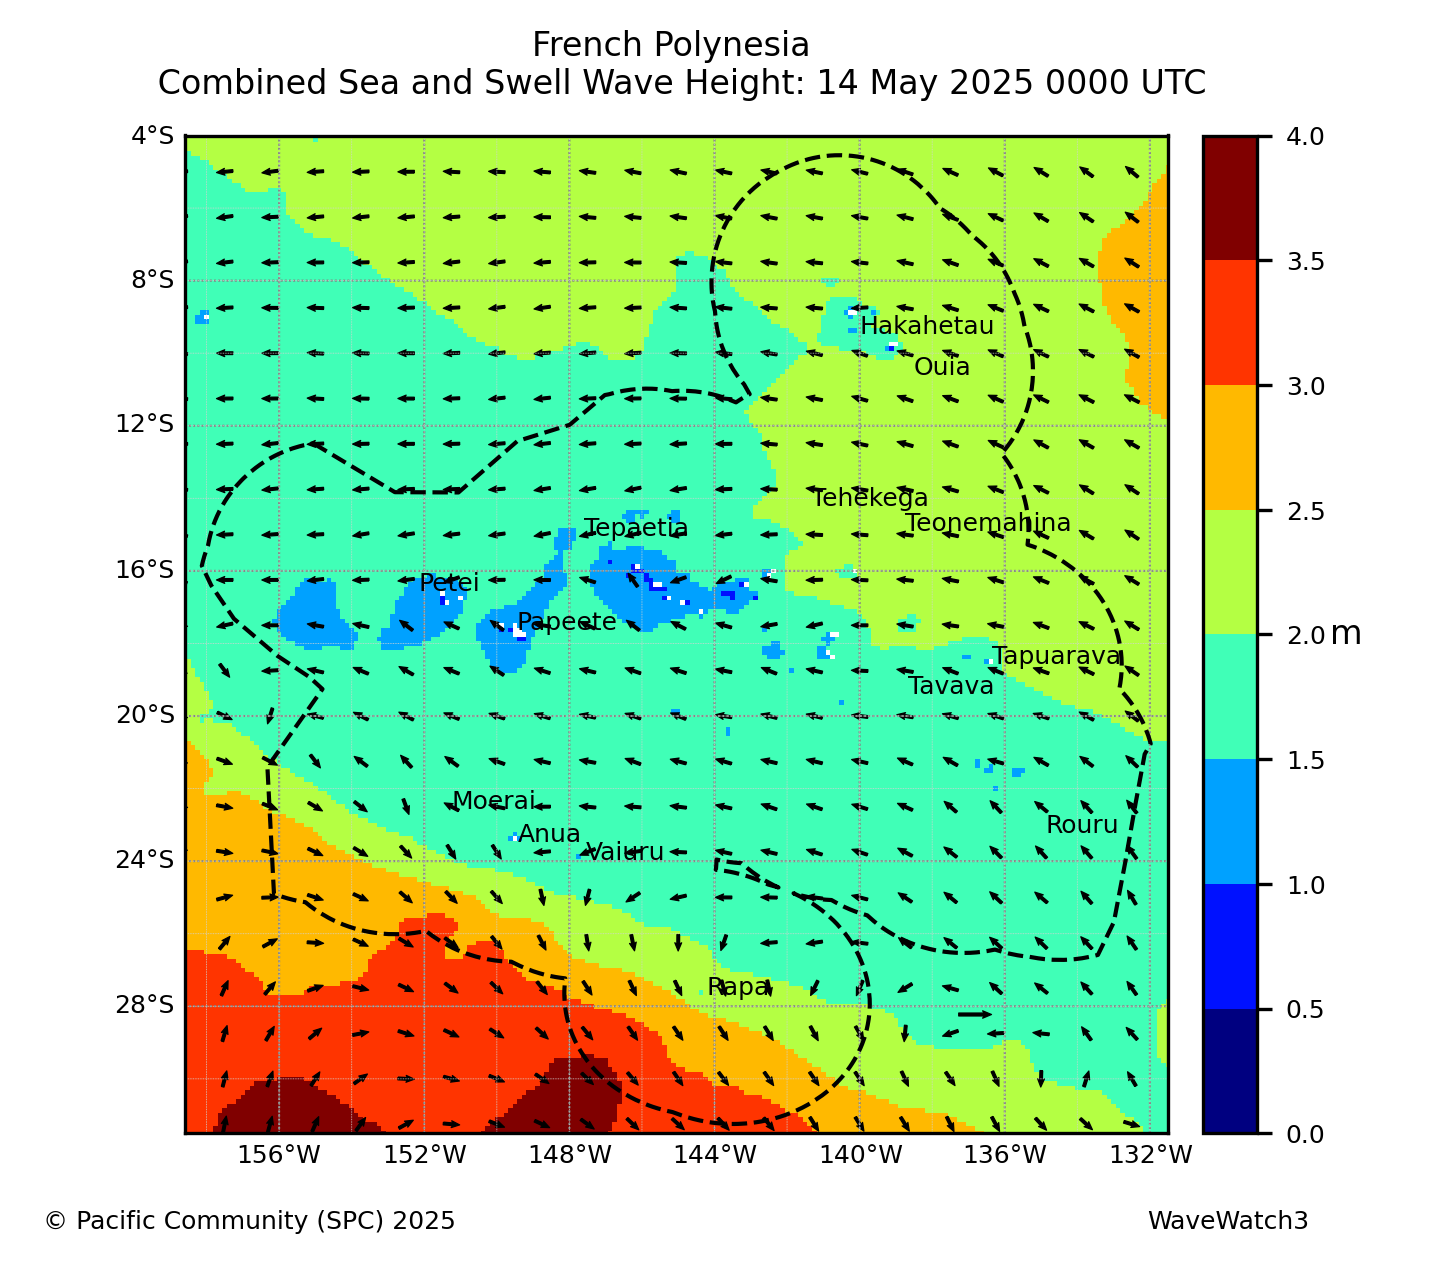 French Polynesia
Combined Sea and Swell Wave Height: 14 May 2025 0000 UTC
4°S
8°S
12°S
16°S
20°S
24°S
28°S
Hakahetau
Ouia
Tehekega
Teonemahina
Tepaetia
Petei
Papeete
Tapuarava
Tavava
Moerai
Anua
Vaiuru
Rouru
Rapa
156°W
152°W
148°W
144°W
140°W
136°W
132°W
4.0
3.5
3.0
2.5
2.0
1.5
1.0
0.5
0.0
m
© Pacific Community (SPC) 2025
WaveWatch3